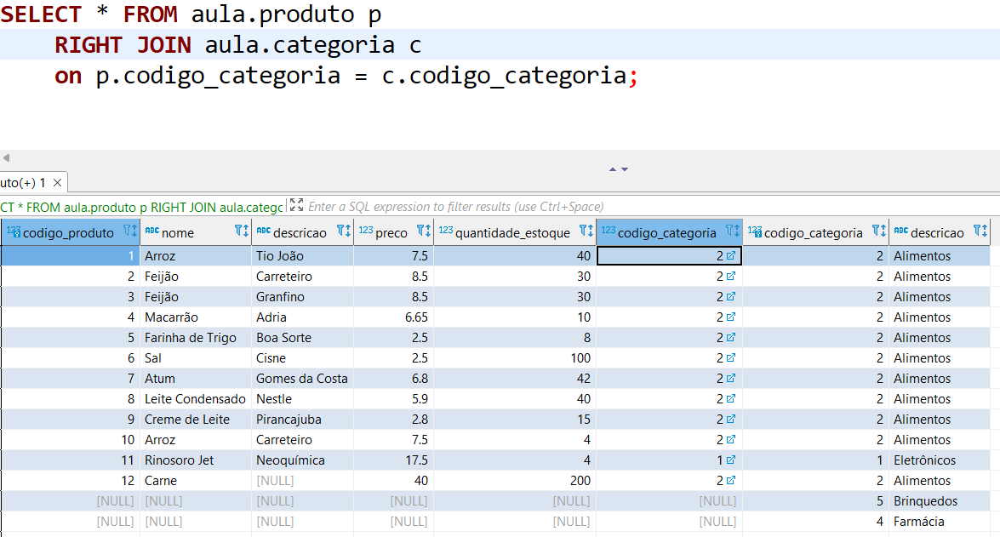 SELECT * FROM aula.produto p
RIGHT JOIN aula.categoria c
on p.codigo_categoria = c.codigo_categoria;
uto(+) 1
CT * FROM aula.produto p RIGHT JOIN aula.categc Enter a SQL expression to filter results (use Ctrl+Space)
123 codigo_produto ABC nome ABC descricao 123 preco 123 quantidade_estoque 123 codigo_categoria 123 codigo_categoria ABC descricao
1 Arroz Tio João 7.5 40 2 2 Alimentos
2 Feijão Carreteiro 8.5 30 2 2 Alimentos
3 Feijão Granfino 8.5 30 2 2 Alimentos
4 Macarrão Adria 6.65 10 2 2 Alimentos
5 Farinha de Trigo Boa Sorte 2.5 8 2 2 Alimentos
6 Sal Cisne 2.5 100 2 2 Alimentos
7 Atum Gomes da Costa 6.8 42 2 2 Alimentos
8 Leite Condensado Nestle 5.9 40 2 2 Alimentos
9 Creme de Leite Pirancajuba 2.8 15 2 2 Alimentos
10 Arroz Carreteiro 7.5 4 2 2 Alimentos
11 Rinosoro Jet Neoquímica 17.5 4 1 1 Eletrônicos
12 Carne [NULL] 40 200 2 2 Alimentos
[NULL] [NULL] [NULL] [NULL] [NULL] [NULL] 5 Brinquedos
[NULL] [NULL] [NULL] [NULL] [NULL] [NULL] 4 Farmácia